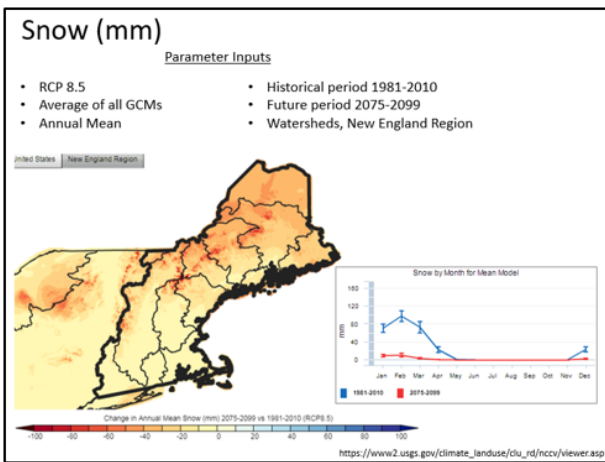 Snow (mm)
Parameter Inputs
• RCP 8.5
• Average of all GCMs
• Annual Mean
• Historical period 1981-2010
• Future period 2075-2099
• Watersheds, New England Region
United States
New England Region
Snow by Month for Mean Model
160
120
80
40
0
mm
Jan Feb Mar Apr May Jun Jul Aug Sep Oct Nov Dec
1981-2010 2075-2099
Change in Annual Mean Snow (mm) 2075-2099 vs 1981-2010 (RCP8.5)
-100 -80 -60 -40 -20 0 20 40 60 80 100
https://www2.usgs.gov/climate_landuse/clu_rd/nccv/viewer.asp